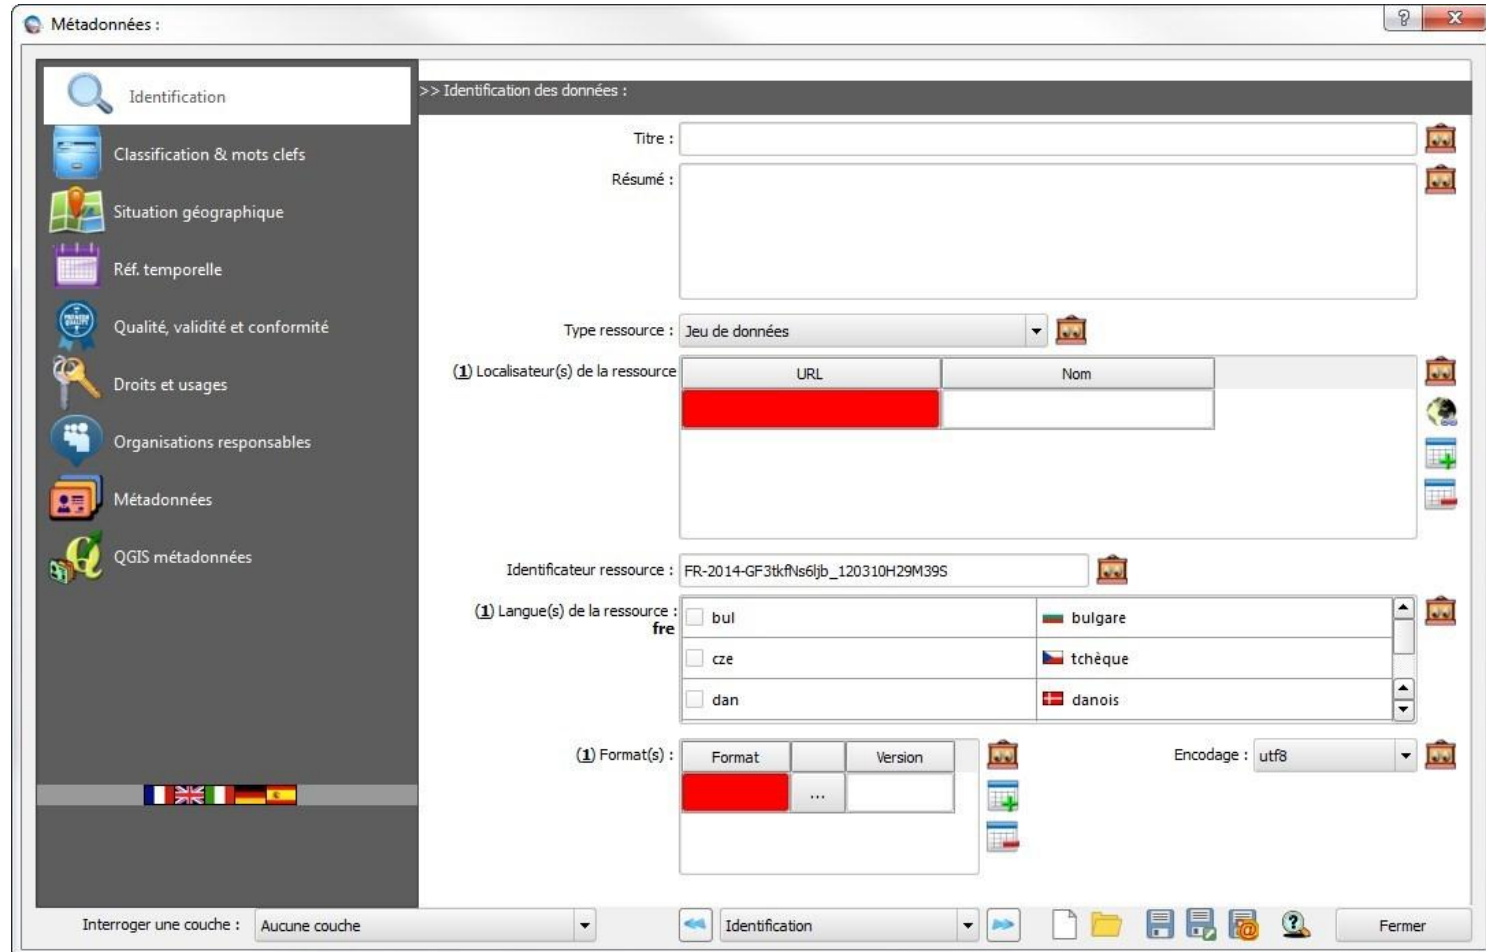 Métadonnées :
Identification
>> Identification des données :
Titre :
Classification & mots clefs
Résumé :
Situation géographique
Réf. temporelle
Qualité, validité et conformité
Type ressource : Jeu de données
(1) Localisateur(s) de la ressource URL Nom
Droits et usages
Organisations responsables
Métadonnées
QGIS métadonnées
Identificateur ressource : FR-2014-GF3tkfNs6ljb_120310H29M39S
(1) Langue(s) de la ressource : bul bulgare
fre
cze tchèque
dan danois
(1) Format(s) : Format Version Encodage : utf8
...
Interroger une couche : Aucune couche Identification Fermer